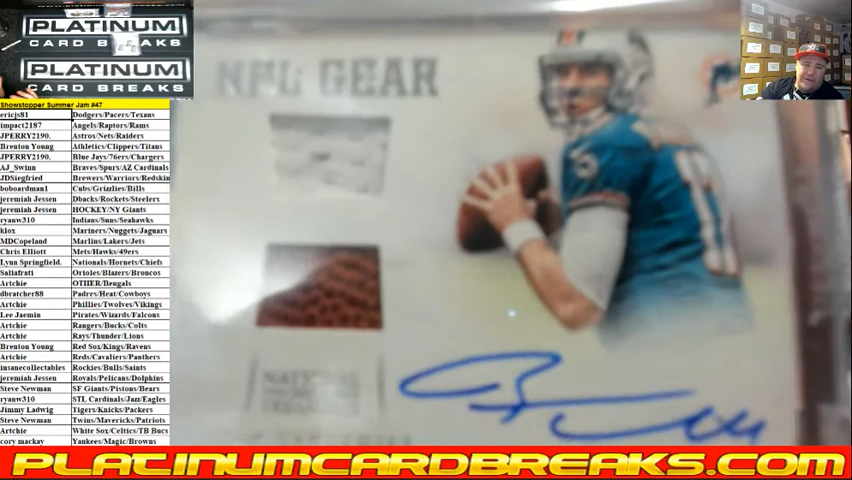 PLATINUM
CARD BREAKS
PLATINUM
CARD BREAKS
Showstopper Summer Jam #47
ericjs81 Dodgers/Pacers/Texans
impact2187 Angels/Raptors/Rams
JPERRY2190. Astros/Nets/Raiders
Brenton Young Athletics/Clippers/Titans
JPERRY2190. Blue Jays/76ers/Chargers
AJ_Swinn Braves/Spurs/AZ Cardinals
JDSiegfried Brewers/Warriors/Redskin
boboardman1 Cubs/Grizzlies/Bills
jeremiah Jessen Dbacks/Rockets/Steelers
jeremiah Jessen HOCKEY/NY Giants
ryanw310 Indians/Suns/Seahawks
klox Mariners/Nuggets/Jaguars
MDCopeland Marlins/Lakers/Jets
Chris Elliott Mets/Hawks/49ers
Lynn Springfield. Nationals/Hornets/Chiefs
Saliafrati Orioles/Blazers/Broncos
Artchie OTHER/Bengals
dbratcher88 Padres/Heat/Cowboys
Artchie Phillies/Twolves/Vikings
Lee Jaemin Pirates/Wizards/Falcons
Artchie Rangers/Bucks/Colts
Artchie Rays/Thunder/Lions
Brenton Young Red Sox/Kings/Ravens
Artchie Reds/Cavaliers/Panthers
insanecollectables Rockies/Bulls/Saints
jeremiah Jessen Royals/Pelicans/Dolphins
Steve Newman SF Giants/Pistons/Bears
ryanw310 STL Cardinals/Jazz/Eagles
Jimmy Ladwig Tigers/Knicks/Packers
Steve Newman Twins/Mavericks/Patriots
Artchie White Sox/Celtics/TB Bucs
cory mackay Yankees/Magic/Browns
NFL GEAR
PLATINUMCARDBREAKS.COM